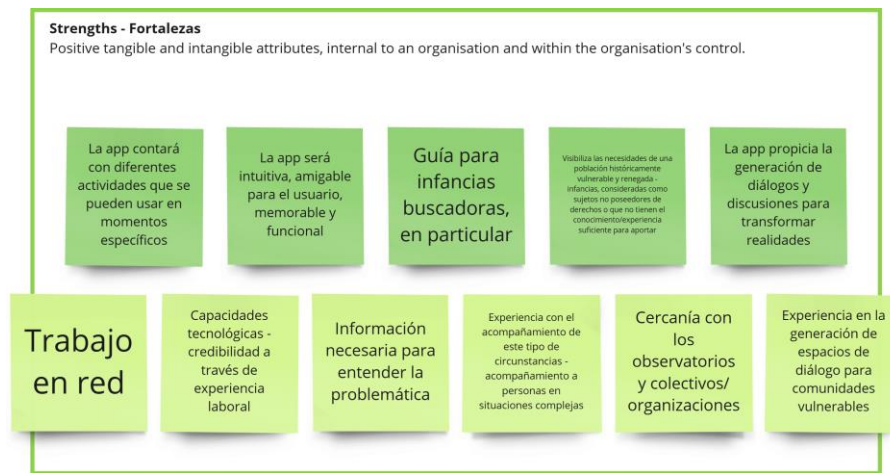 Strengths - Fortalezas
Positive tangible and intangible attributes, internal to an organisation and within the organisation's control.
La app contará
con diferentes
actividades que se
pueden usar en
momentos
específicos
La app será
intuitiva, amigable
para el usuario,
memorable y
funcional
Guía para
infancias
buscadoras,
en particular
Visibiliza las necesidades de una
población históricamente
vulnerable y renegada -
infancias, consideradas como
sujetos no poseedores de
derechos o que no tienen el
conocimiento/experiencia
suficiente para aportar
La app propicia la
generación de
diálogos y
discusiones para
transformar
realidades
Trabajo
en red
Capacidades
tecnológicas -
credibilidad a
través de
experiencia
laboral
Información
necesaria para
entender la
problemática
Experiencia con el
acompañamiento de
este tipo de
circunstancias -
acompañamiento a
personas en
situaciones complejas
Cercanía con
los
observatorios
y colectivos/
organizaciones
Experiencia en la
generación de
espacios de
diálogo para
comunidades
vulnerables